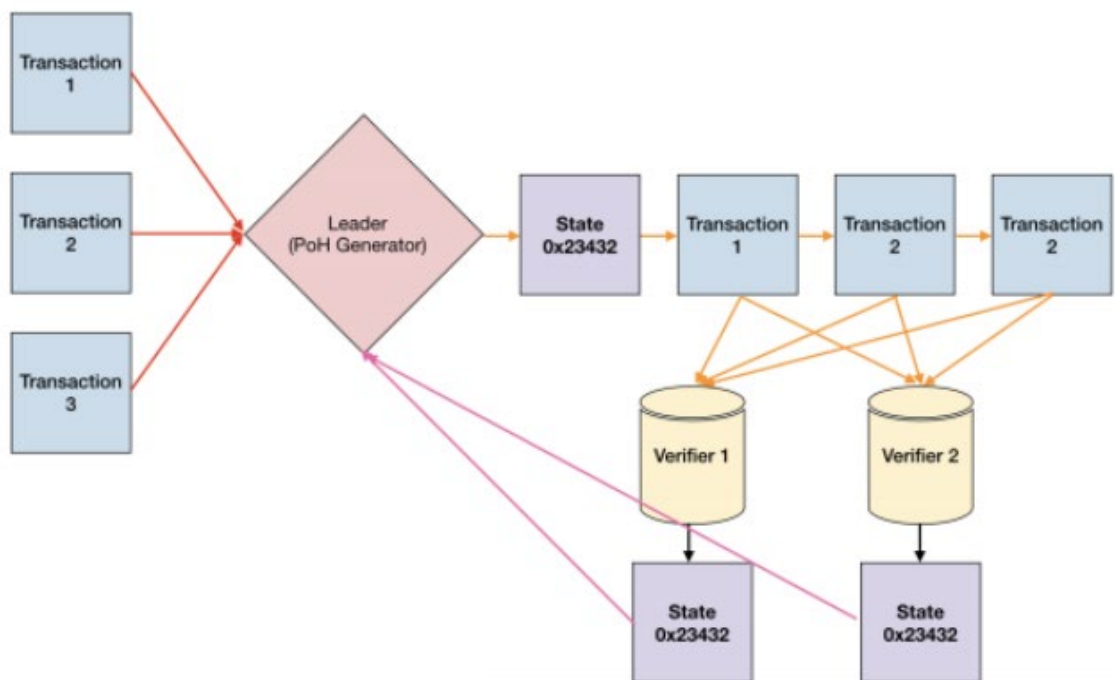 Transaction
1
Transaction
2
Transaction
3
Leader
(PoH Generator)
State
0x23432
Transaction
1
Transaction
2
Transaction
2
Verifier 1
Verifier 2
State
0x23432
State
0x23432